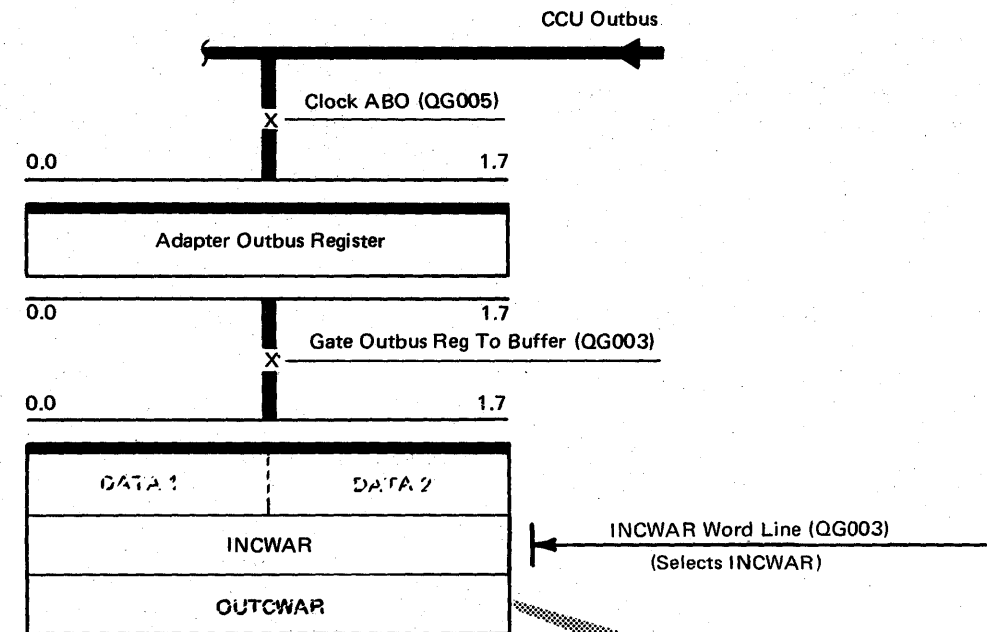 CCU Outbus
Clock ABO (QG005)
0.0 1.7
Adapter Outbus Register
0.0 1.7
Gate Outbus Reg To Buffer (QG003)
0.0 1.7
DATA 1 DATA 2
INCWAR
INCWAR Word Line (QG003)
(Selects INCWAR)
OUTCWAR